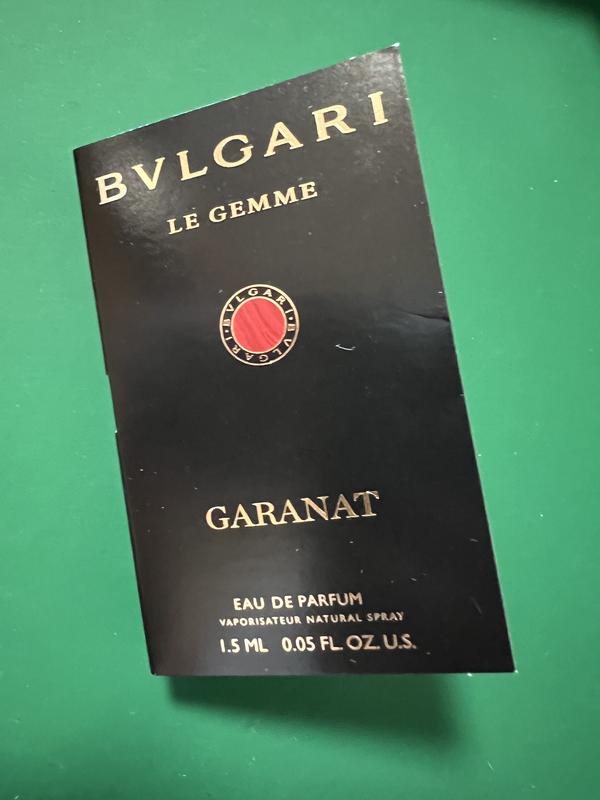 BVLGARI
LE GEMME
BVLGARI · BVLGARI ·
GARANAT
EAU DE PARFUM
VAPORISATEUR NATURAL SPRAY
1.5 ML 0.05 FL. OZ. U.S.